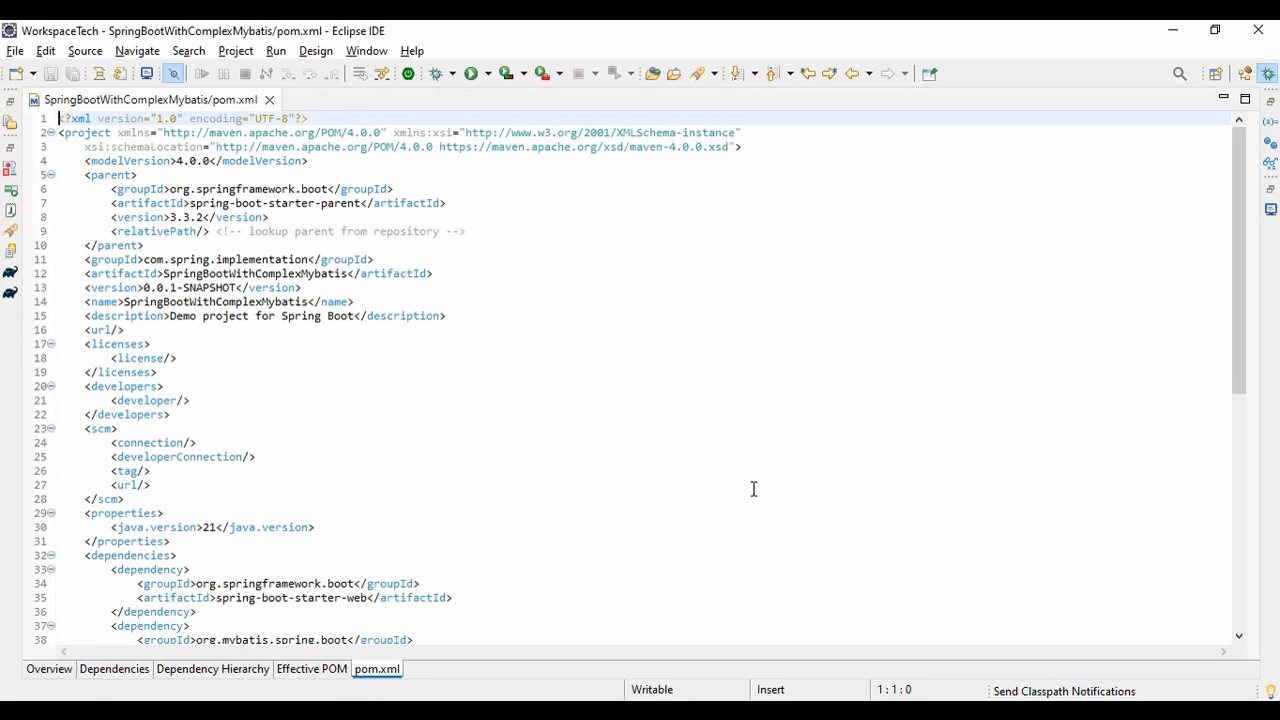 WorkspaceTech - SpringBootWithComplexMybatis/pom.xml - Eclipse IDE
File Edit Source Navigate Search Project Run Design Window Help
SpringBootWithComplexMybatis/pom.xml
1 <?xml version="1.0" encoding="UTF-8"?>
2 <project xmlns="http://maven.apache.org/POM/4.0.0" xmlns:xsi="http://www.w3.org/2001/XMLSchema-instance"
3 xsi:schemaLocation="http://maven.apache.org/POM/4.0.0 https://maven.apache.org/xsd/maven-4.0.0.xsd">
4 <modelVersion>4.0.0</modelVersion>
5 <parent>
6 <groupId>org.springframework.boot</groupId>
7 <artifactId>spring-boot-starter-parent</artifactId>
8 <version>3.3.2</version>
9 <relativePath/> <!-- lookup parent from repository -->
10 </parent>
11 <groupId>com.spring.implementation</groupId>
12 <artifactId>SpringBootWithComplexMybatis</artifactId>
13 <version>0.0.1-SNAPSHOT</version>
14 <name>SpringBootWithComplexMybatis</name>
15 <description>Demo project for Spring Boot</description>
16 <url/>
17 <licenses>
18 <license/>
19 </licenses>
20 <developers>
21 <developer/>
22 </developers>
23 <scm>
24 <connection/>
25 <developerConnection/>
26 <tag/>
27 <url/>
28 </scm>
29 <properties>
30 <java.version>21</java.version>
31 </properties>
32 <dependencies>
33 <dependency>
34 <groupId>org.springframework.boot</groupId>
35 <artifactId>spring-boot-starter-web</artifactId>
36 </dependency>
37 <dependency>
38 <groupId>org.mybatis.spring.boot</groupId>
Overview Dependencies Dependency Hierarchy Effective POM pom.xml
Writable Insert 1 : 1 : 0 Send Classpath Notifications